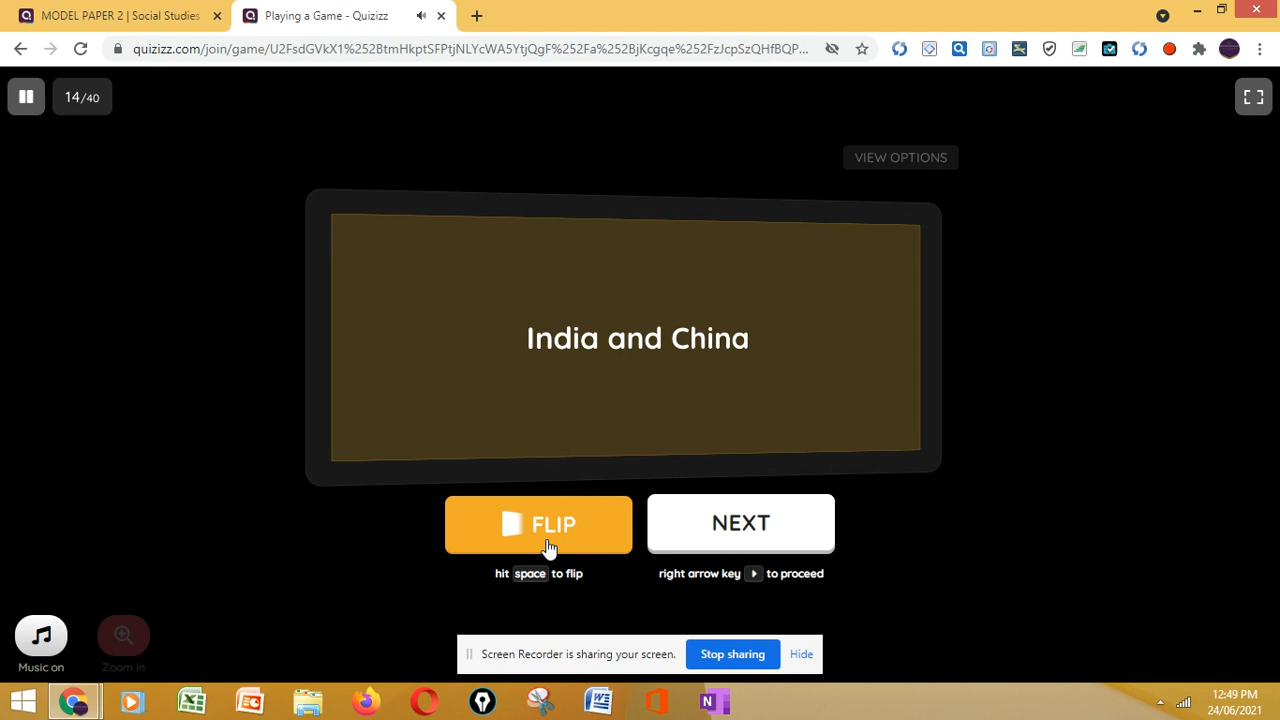 MODEL PAPER 2 | Social Studies
Playing a Game - Quizizz
quizizz.com/join/game/U2FsdGVkX1%252BtmHkptSFPtjNLYcWA5YtjQgF%252Fa%252BjKcgqe%252FzJcpSzQHfBQP...
14/40
VIEW OPTIONS
India and China
FLIP
NEXT
hit space to flip
right arrow key to proceed
Music on
Zoom In
Screen Recorder is sharing your screen.
Stop sharing
Hide
12:49 PM
24/06/2021